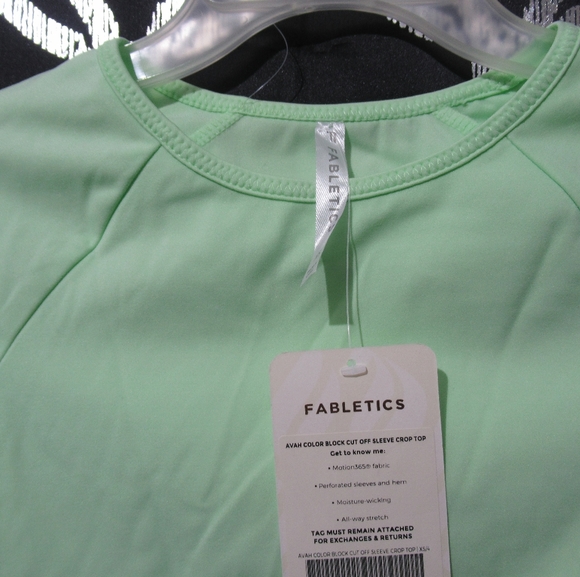 FABLETICS
FABLETICS
AVAH COLOR BLOCK CUT OFF SLEEVE CROP TOP
Get to know me:
• Motion365® fabric
• Perforated sleeves and hem
• Moisture-wicking
• All-way stretch
TAG MUST REMAIN ATTACHED
FOR EXCHANGES & RETURNS
AVAH COLOR BLOCK CUT OFF SLEEVE CROP TOP | XS/4